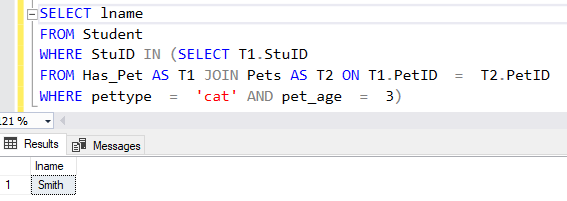 SELECT lname
FROM Student
WHERE StuID IN (SELECT T1.StuID
FROM Has_Pet AS T1 JOIN Pets AS T2 ON T1.PetID  =  T2.PetID
WHERE pettype  =  'cat' AND pet_age  =  3)
121 %
Results Messages
lname
1 Smith